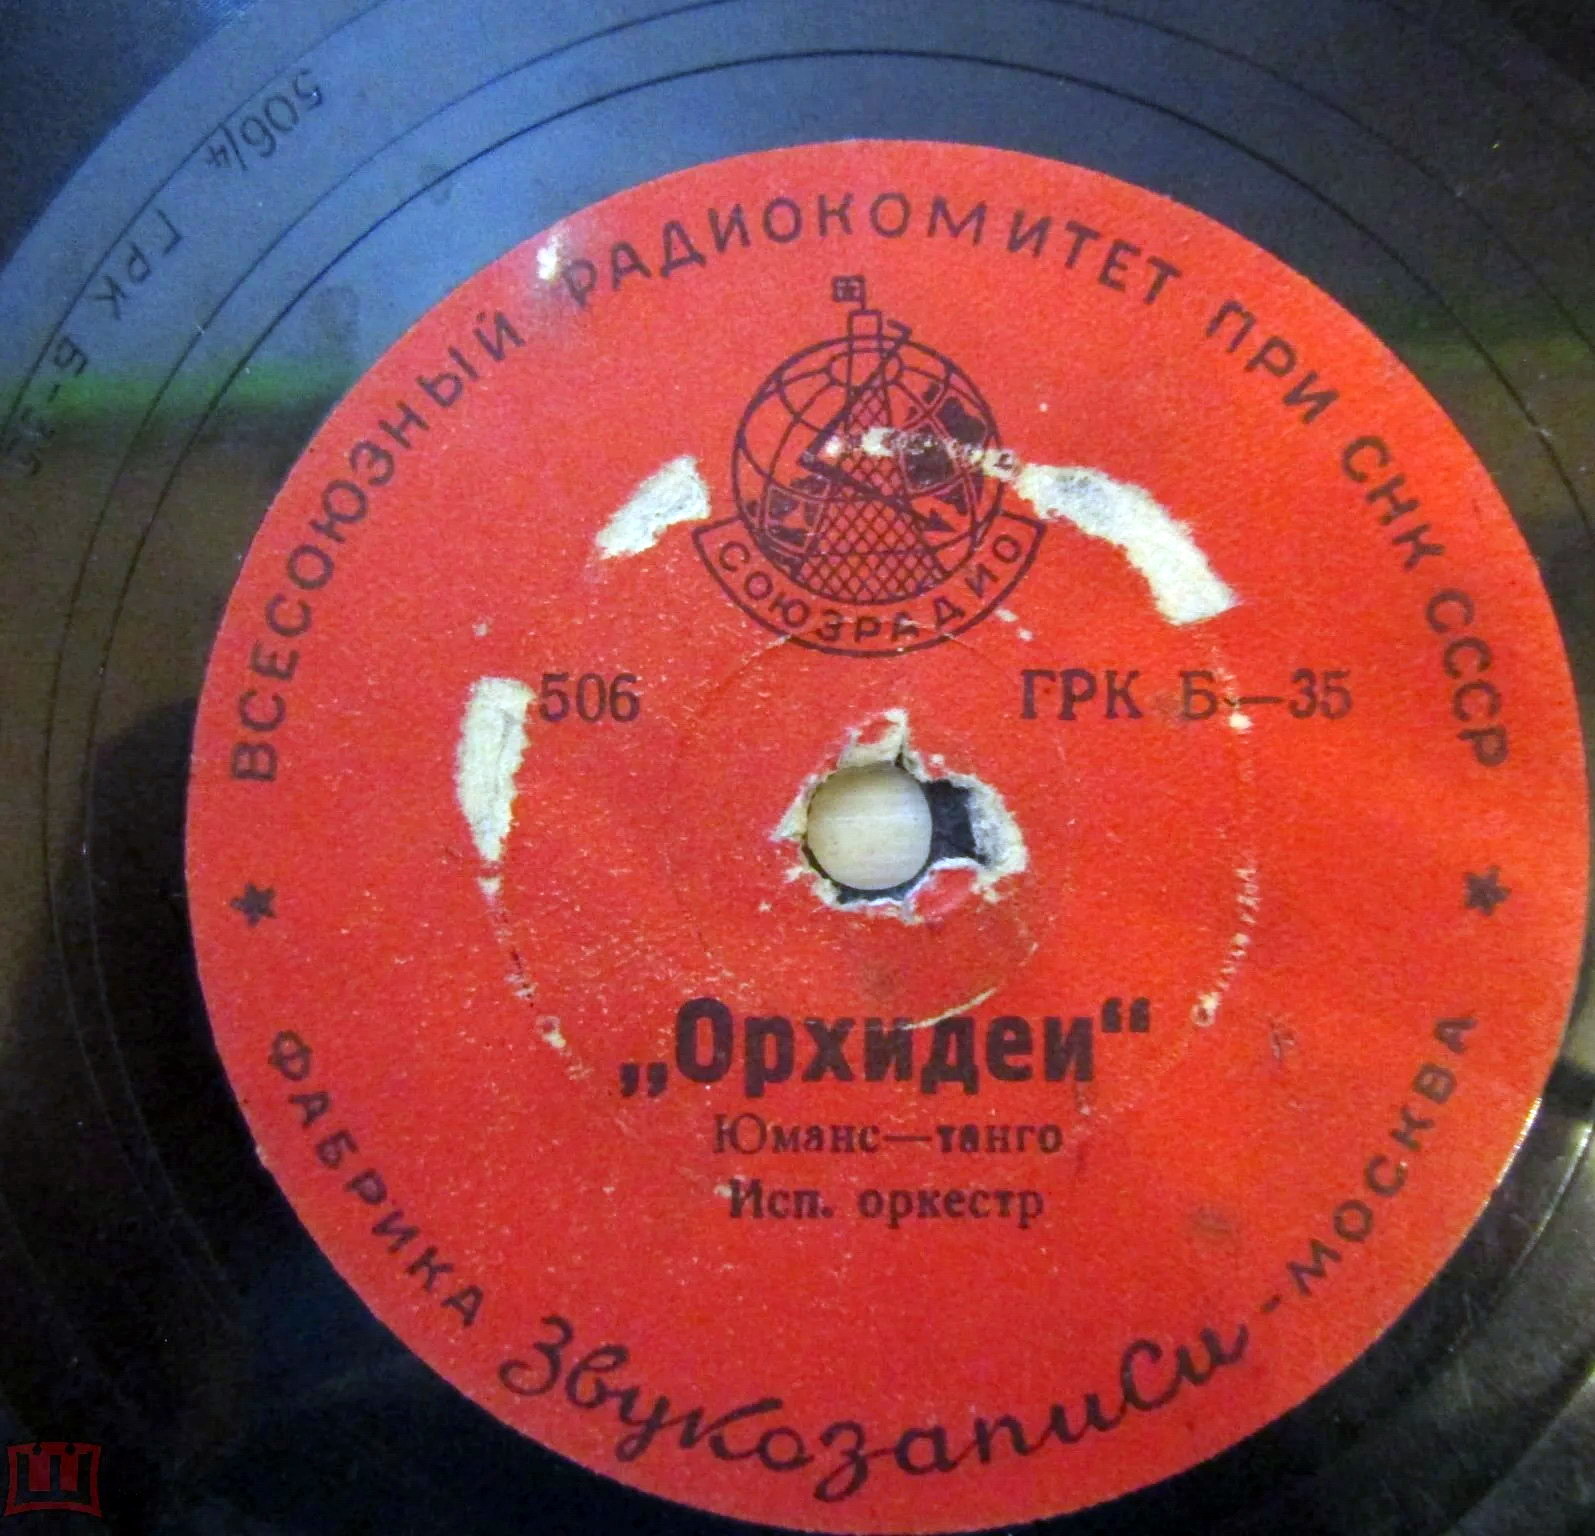 506/4
ГРК Б-35
ВСЕСОЮЗНЫЙ РАДИОКОМИТЕТ ПРИ СНК СССР
СОЮЗРАДИО
506
ГРК Б—35
„Орхидеи“
Юманс—танго
Исп. оркестр
ФАБРИКА Звукозаписи - МОСКВА
Ш